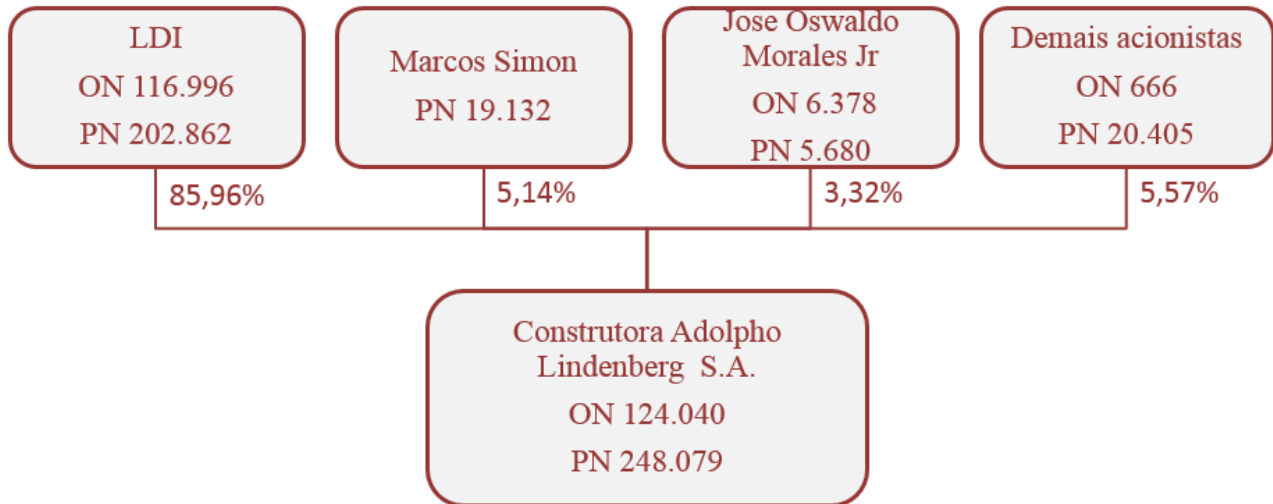 LDI
ON 116.996
PN 202.862
Marcos Simon
PN 19.132
Jose Oswaldo
Morales Jr
ON 6.378
PN 5.680
Demais acionistas
ON 666
PN 20.405
85,96%
5,14%
3,32%
5,57%
Construtora Adolpho
Lindenberg S.A.
ON 124.040
PN 248.079